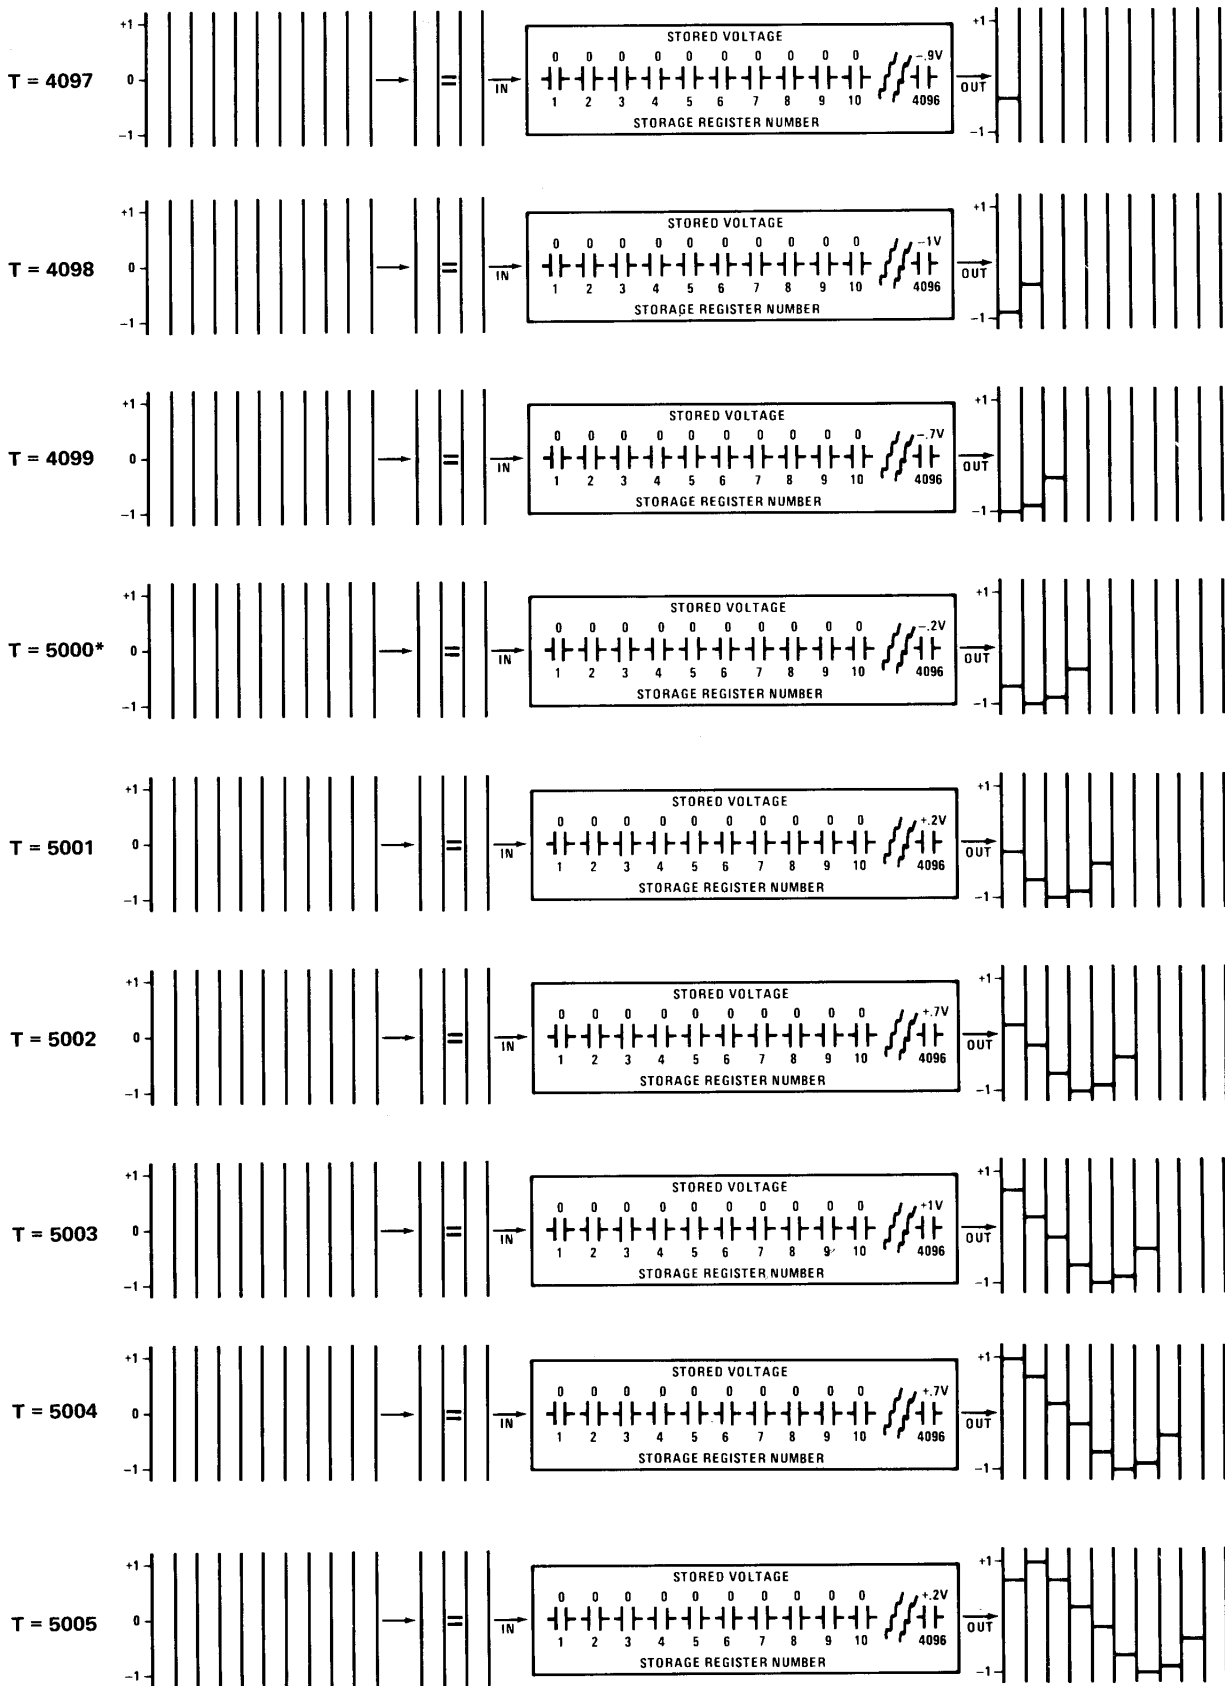 +1
0
-1
T = 4097
IN
STORED VOLTAGE
0 0 0 0 0 0 0 0 0 0 -.9V
1 2 3 4 5 6 7 8 9 10 4096
STORAGE REGISTER NUMBER
OUT
+1
-1
+1
0
-1
T = 4098
IN
STORED VOLTAGE
0 0 0 0 0 0 0 0 0 0 -1V
1 2 3 4 5 6 7 8 9 10 4096
STORAGE REGISTER NUMBER
OUT
+1
-1
+1
0
-1
T = 4099
IN
STORED VOLTAGE
0 0 0 0 0 0 0 0 0 0 -.7V
1 2 3 4 5 6 7 8 9 10 4096
STORAGE REGISTER NUMBER
OUT
+1
-1
+1
0
-1
T = 5000*
IN
STORED VOLTAGE
0 0 0 0 0 0 0 0 0 0 -.2V
1 2 3 4 5 6 7 8 9 10 4096
STORAGE REGISTER NUMBER
OUT
+1
-1
+1
0
-1
T = 5001
IN
STORED VOLTAGE
0 0 0 0 0 0 0 0 0 0 +.2V
1 2 3 4 5 6 7 8 9 10 4096
STORAGE REGISTER NUMBER
OUT
+1
-1
+1
0
-1
T = 5002
IN
STORED VOLTAGE
0 0 0 0 0 0 0 0 0 0 +.7V
1 2 3 4 5 6 7 8 9 10 4096
STORAGE REGISTER NUMBER
OUT
+1
-1
+1
0
-1
T = 5003
IN
STORED VOLTAGE
0 0 0 0 0 0 0 0 0 0 +1V
1 2 3 4 5 6 7 8 9 10 4096
STORAGE REGISTER NUMBER
OUT
+1
-1
+1
0
-1
T = 5004
IN
STORED VOLTAGE
0 0 0 0 0 0 0 0 0 0 +.7V
1 2 3 4 5 6 7 8 9 10 4096
STORAGE REGISTER NUMBER
OUT
+1
-1
+1
0
-1
T = 5005
IN
STORED VOLTAGE
0 0 0 0 0 0 0 0 0 0 +.2V
1 2 3 4 5 6 7 8 9 10 4096
STORAGE REGISTER NUMBER
OUT
+1
-1